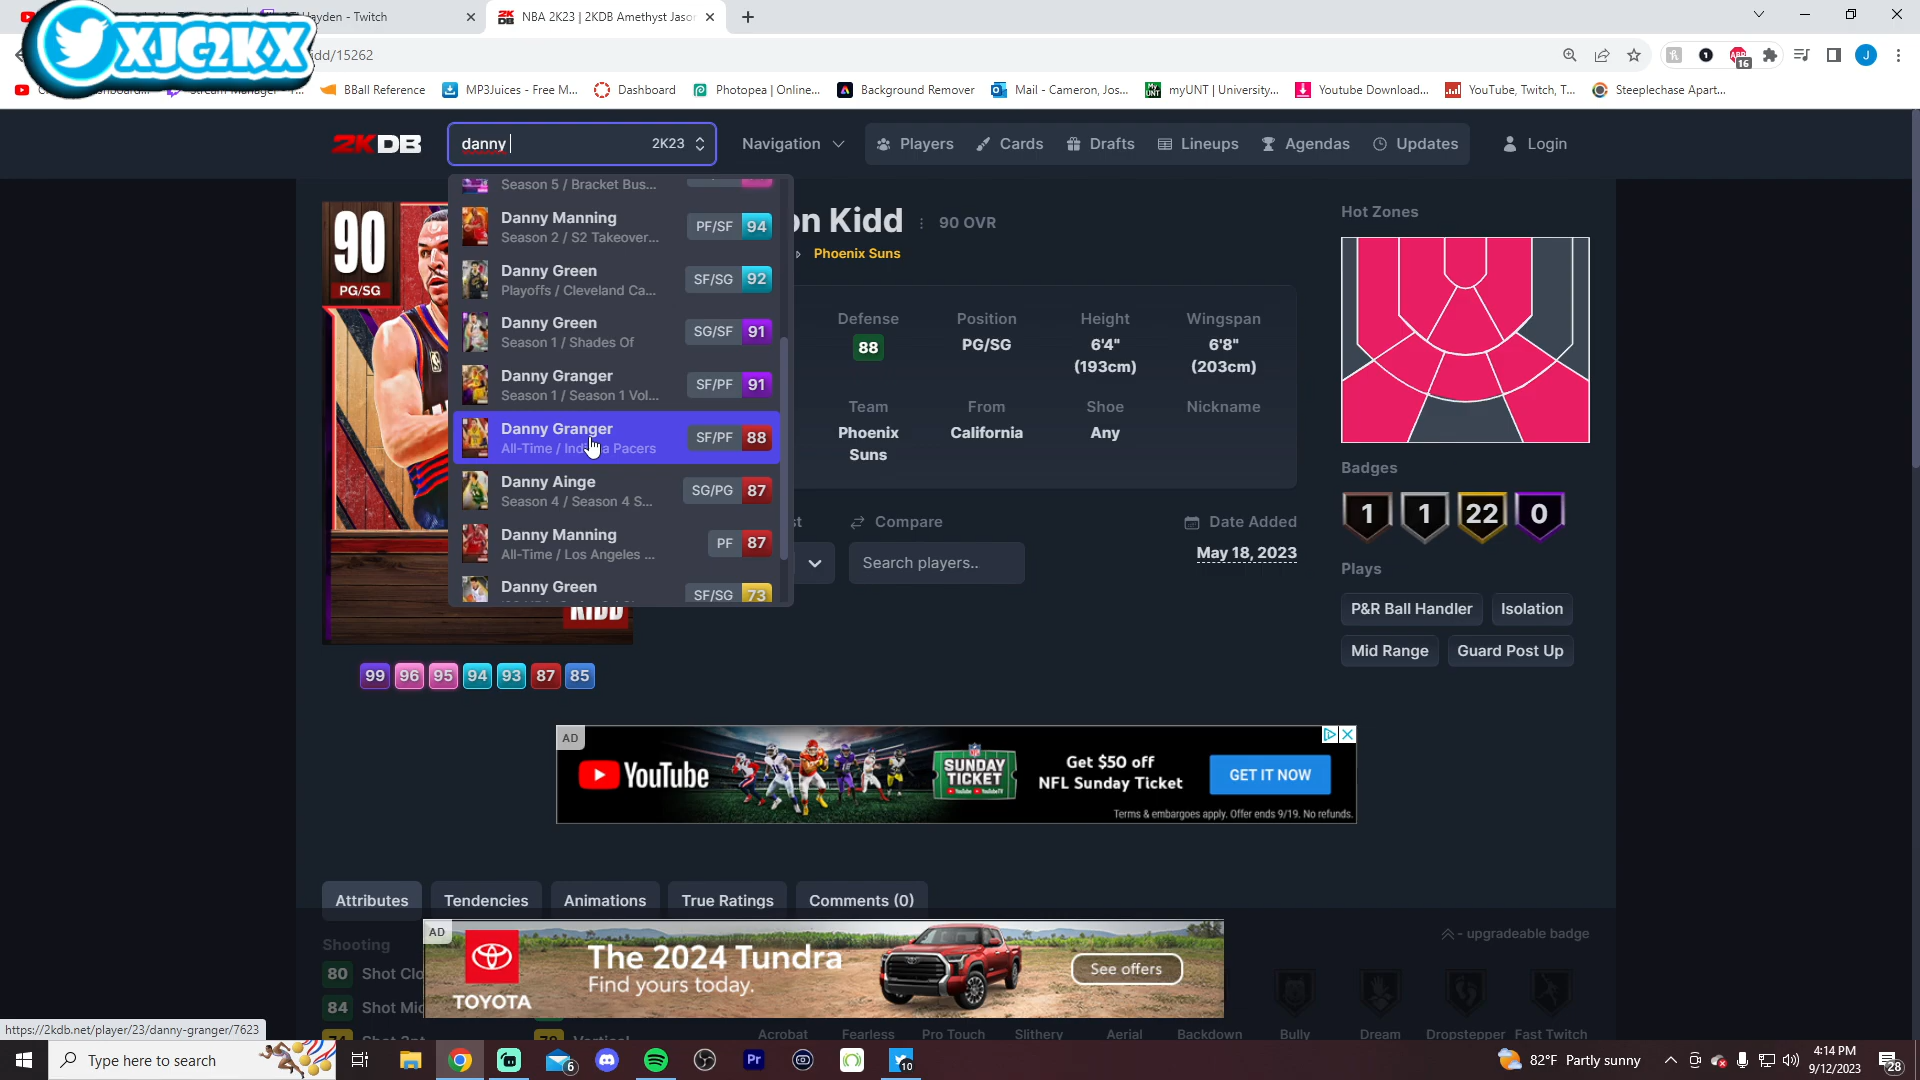 XJC2KX
Hayden - Twitch
NBA 2K23 | 2KDB Amethyst Jaso
idd/15262
16
J
BBall Reference
MP3Juices - Free M...
Dashboard
Photopea | Online...
Background Remover
Mail - Cameron, Jos...
myUNT | University...
Youtube Download...
YouTube, Twitch, T...
Steeplechase Apart...
2KDB
danny
2K23
Navigation
Players
Cards
Drafts
Lineups
Agendas
Updates
Login
Season 5 / Bracket Bus...
Danny Manning
Season 2 / S2 Takeover...
PF/SF 94
Danny Green
Playoffs / Cleveland Ca...
SF/SG 92
Danny Green
Season 1 / Shades Of
SG/SF 91
Danny Granger
Season 1 / Season 1 Vol...
SF/PF 91
Danny Granger
All-Time / Indi a Pacers
SF/PF 88
Danny Ainge
Season 4 / Season 4 S...
SG/PG 87
Danny Manning
All-Time / Los Angeles ...
PF 87
Danny Green
SF/SG 73
90
PG/SG
KIDD
on Kidd
90 OVR
Phoenix Suns
Defense
88
Position
PG/SG
Height
6'4"
(193cm)
Wingspan
6'8"
(203cm)
Team
Phoenix
Suns
From
California
Shoe
Any
Nickname
st
Compare
Search players..
Date Added
May 18, 2023
Hot Zones
Badges
1 1 22 0
Plays
P&R Ball Handler
Isolation
Mid Range
Guard Post Up
99 96 95 94 93 87 85
AD
YouTube
NFL
SUNDAY
TICKET
Get $50 off
NFL Sunday Ticket
GET IT NOW
Terms & embargoes apply. Offer ends 9/19. No refunds.
Attributes
Tendencies
Animations
True Ratings
Comments (0)
Shooting
80 Shot Clo
84 Shot Mi
- upgradeable badge
AD
TOYOTA
The 2024 Tundra
Find yours today.
See offers
Acrobat
Fearless
Pro Touch
Slithery
Aerial
Backdown
Bully
Dream
Dropstepper
Fast Twitch
https://2kdb.net/player/23/danny-granger/7623
Type here to search
6
Pr
10
82°F Partly sunny
4:14 PM
9/12/2023
28